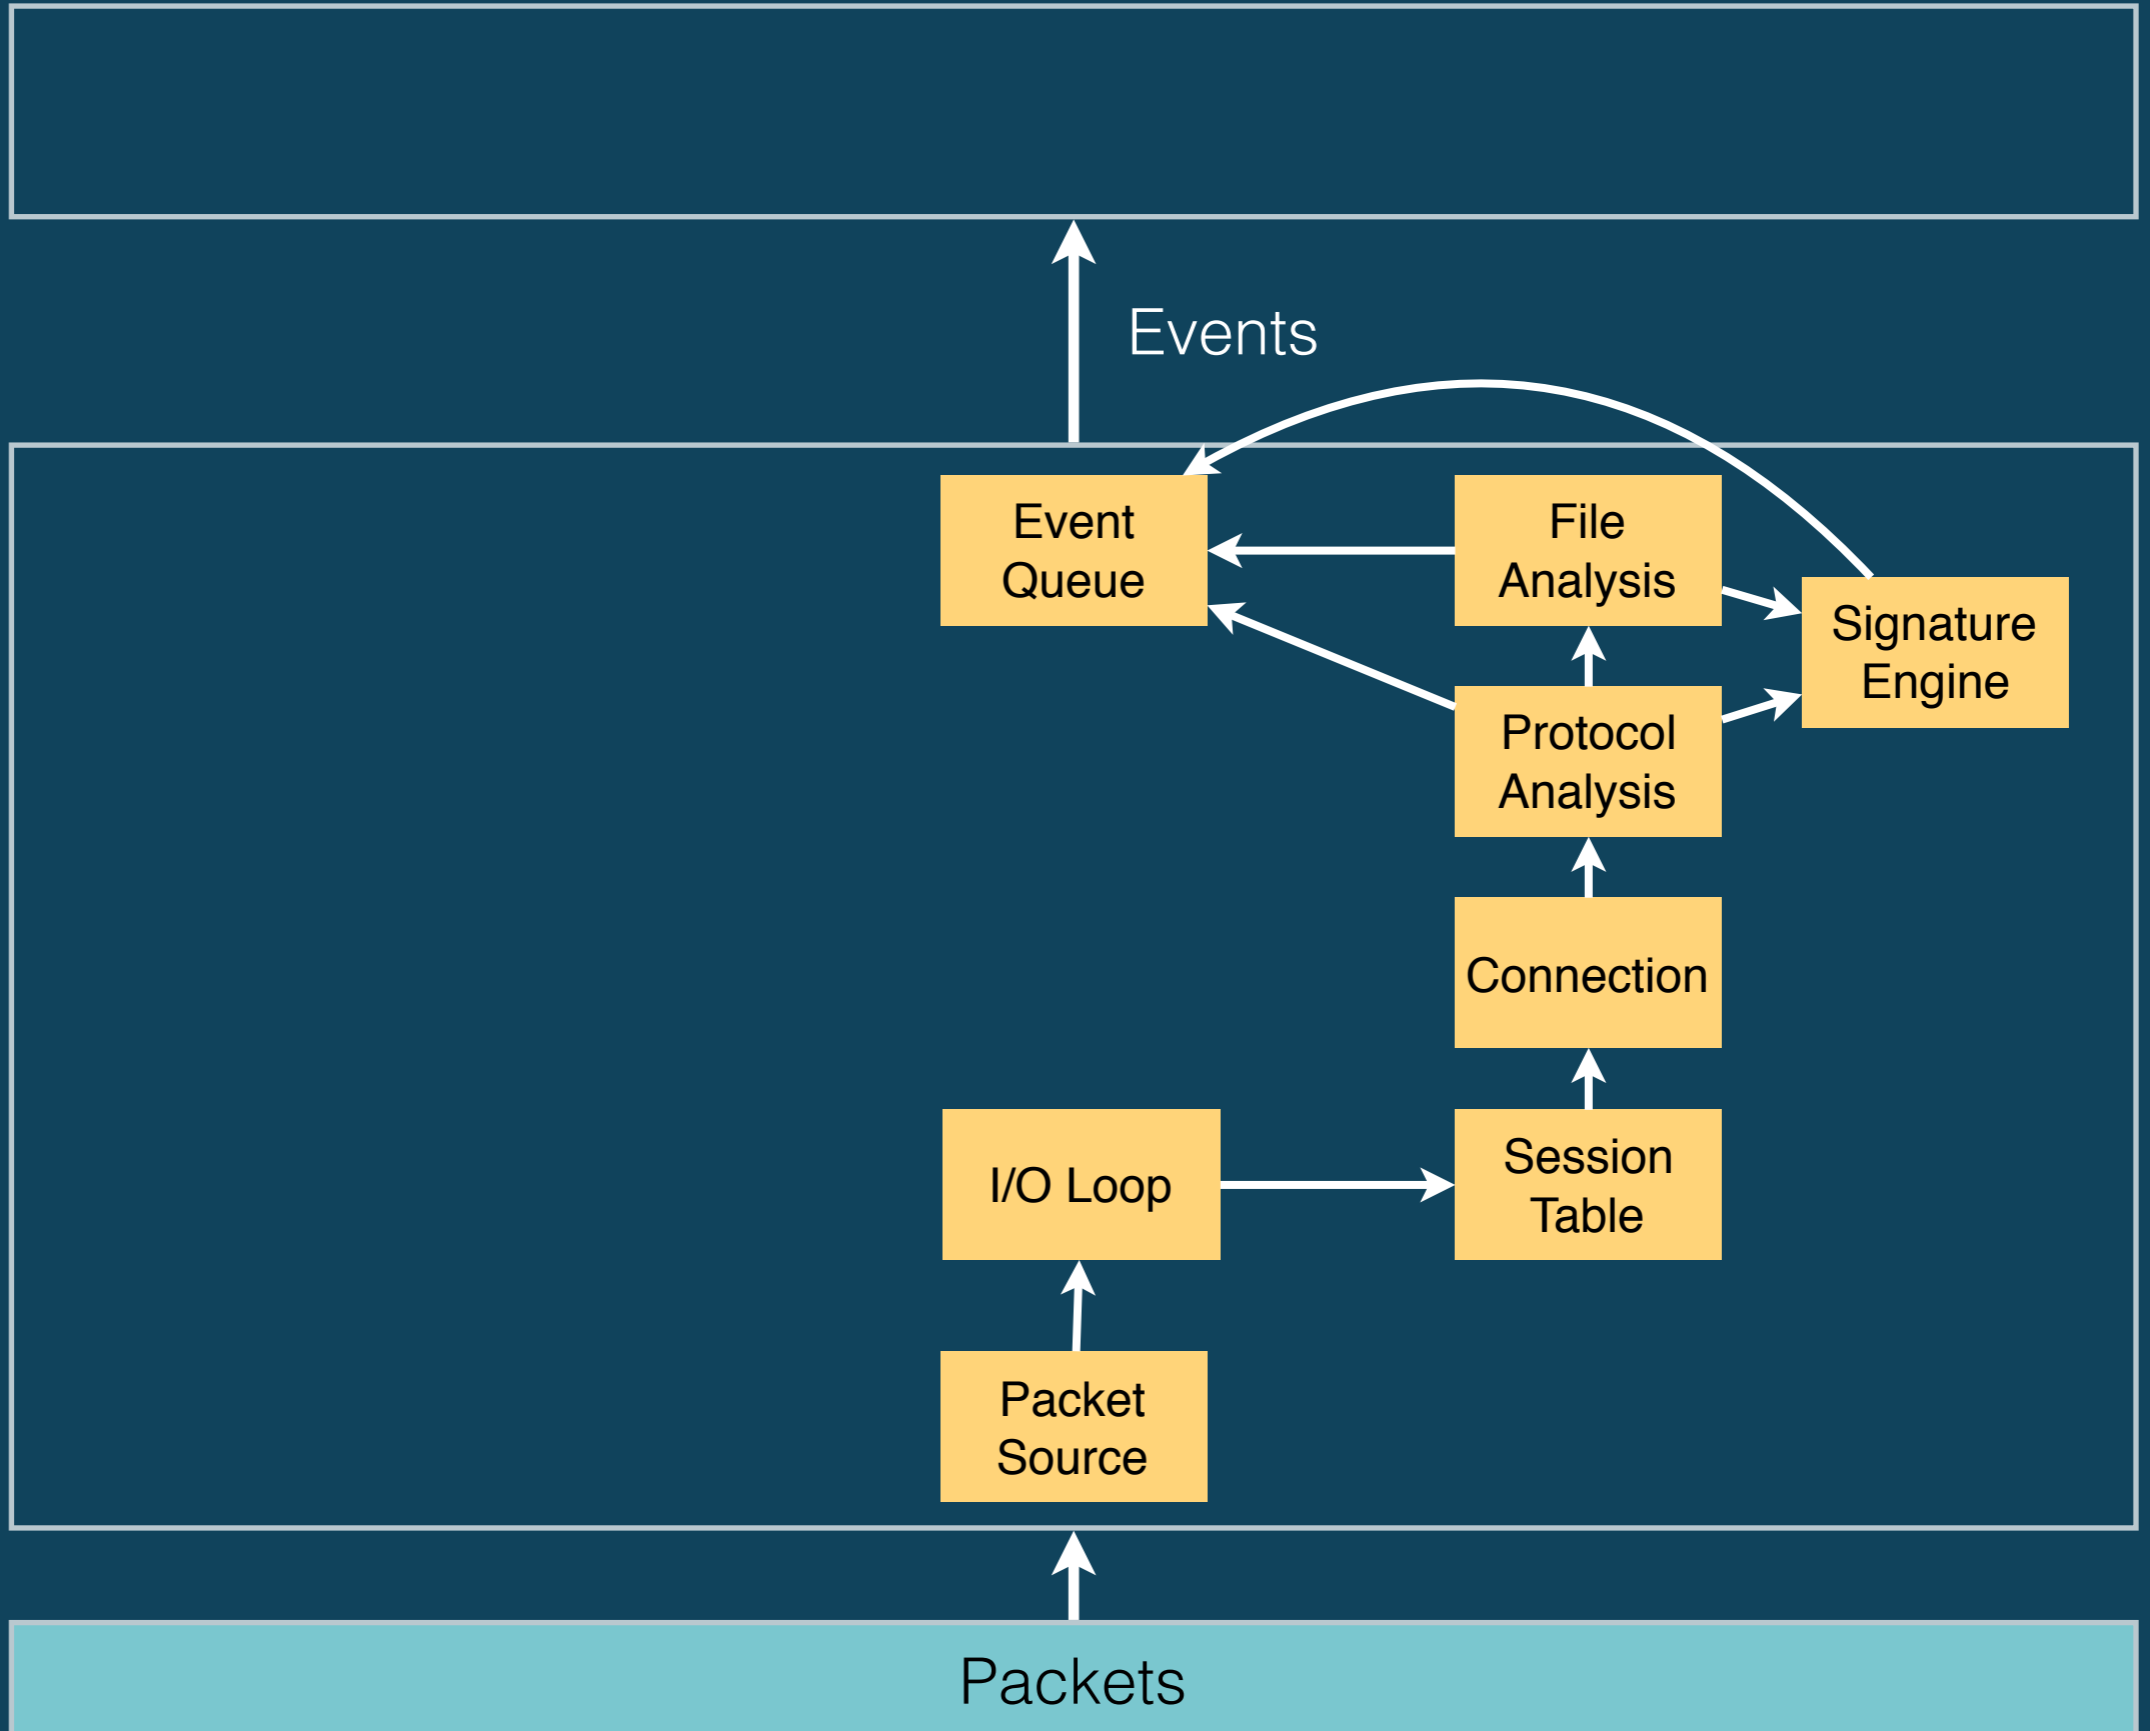 Events
Event
Queue
File
Analysis
Signature
Engine
Protocol
Analysis
Connection
I/O Loop
Session
Table
Packet
Source
Packets